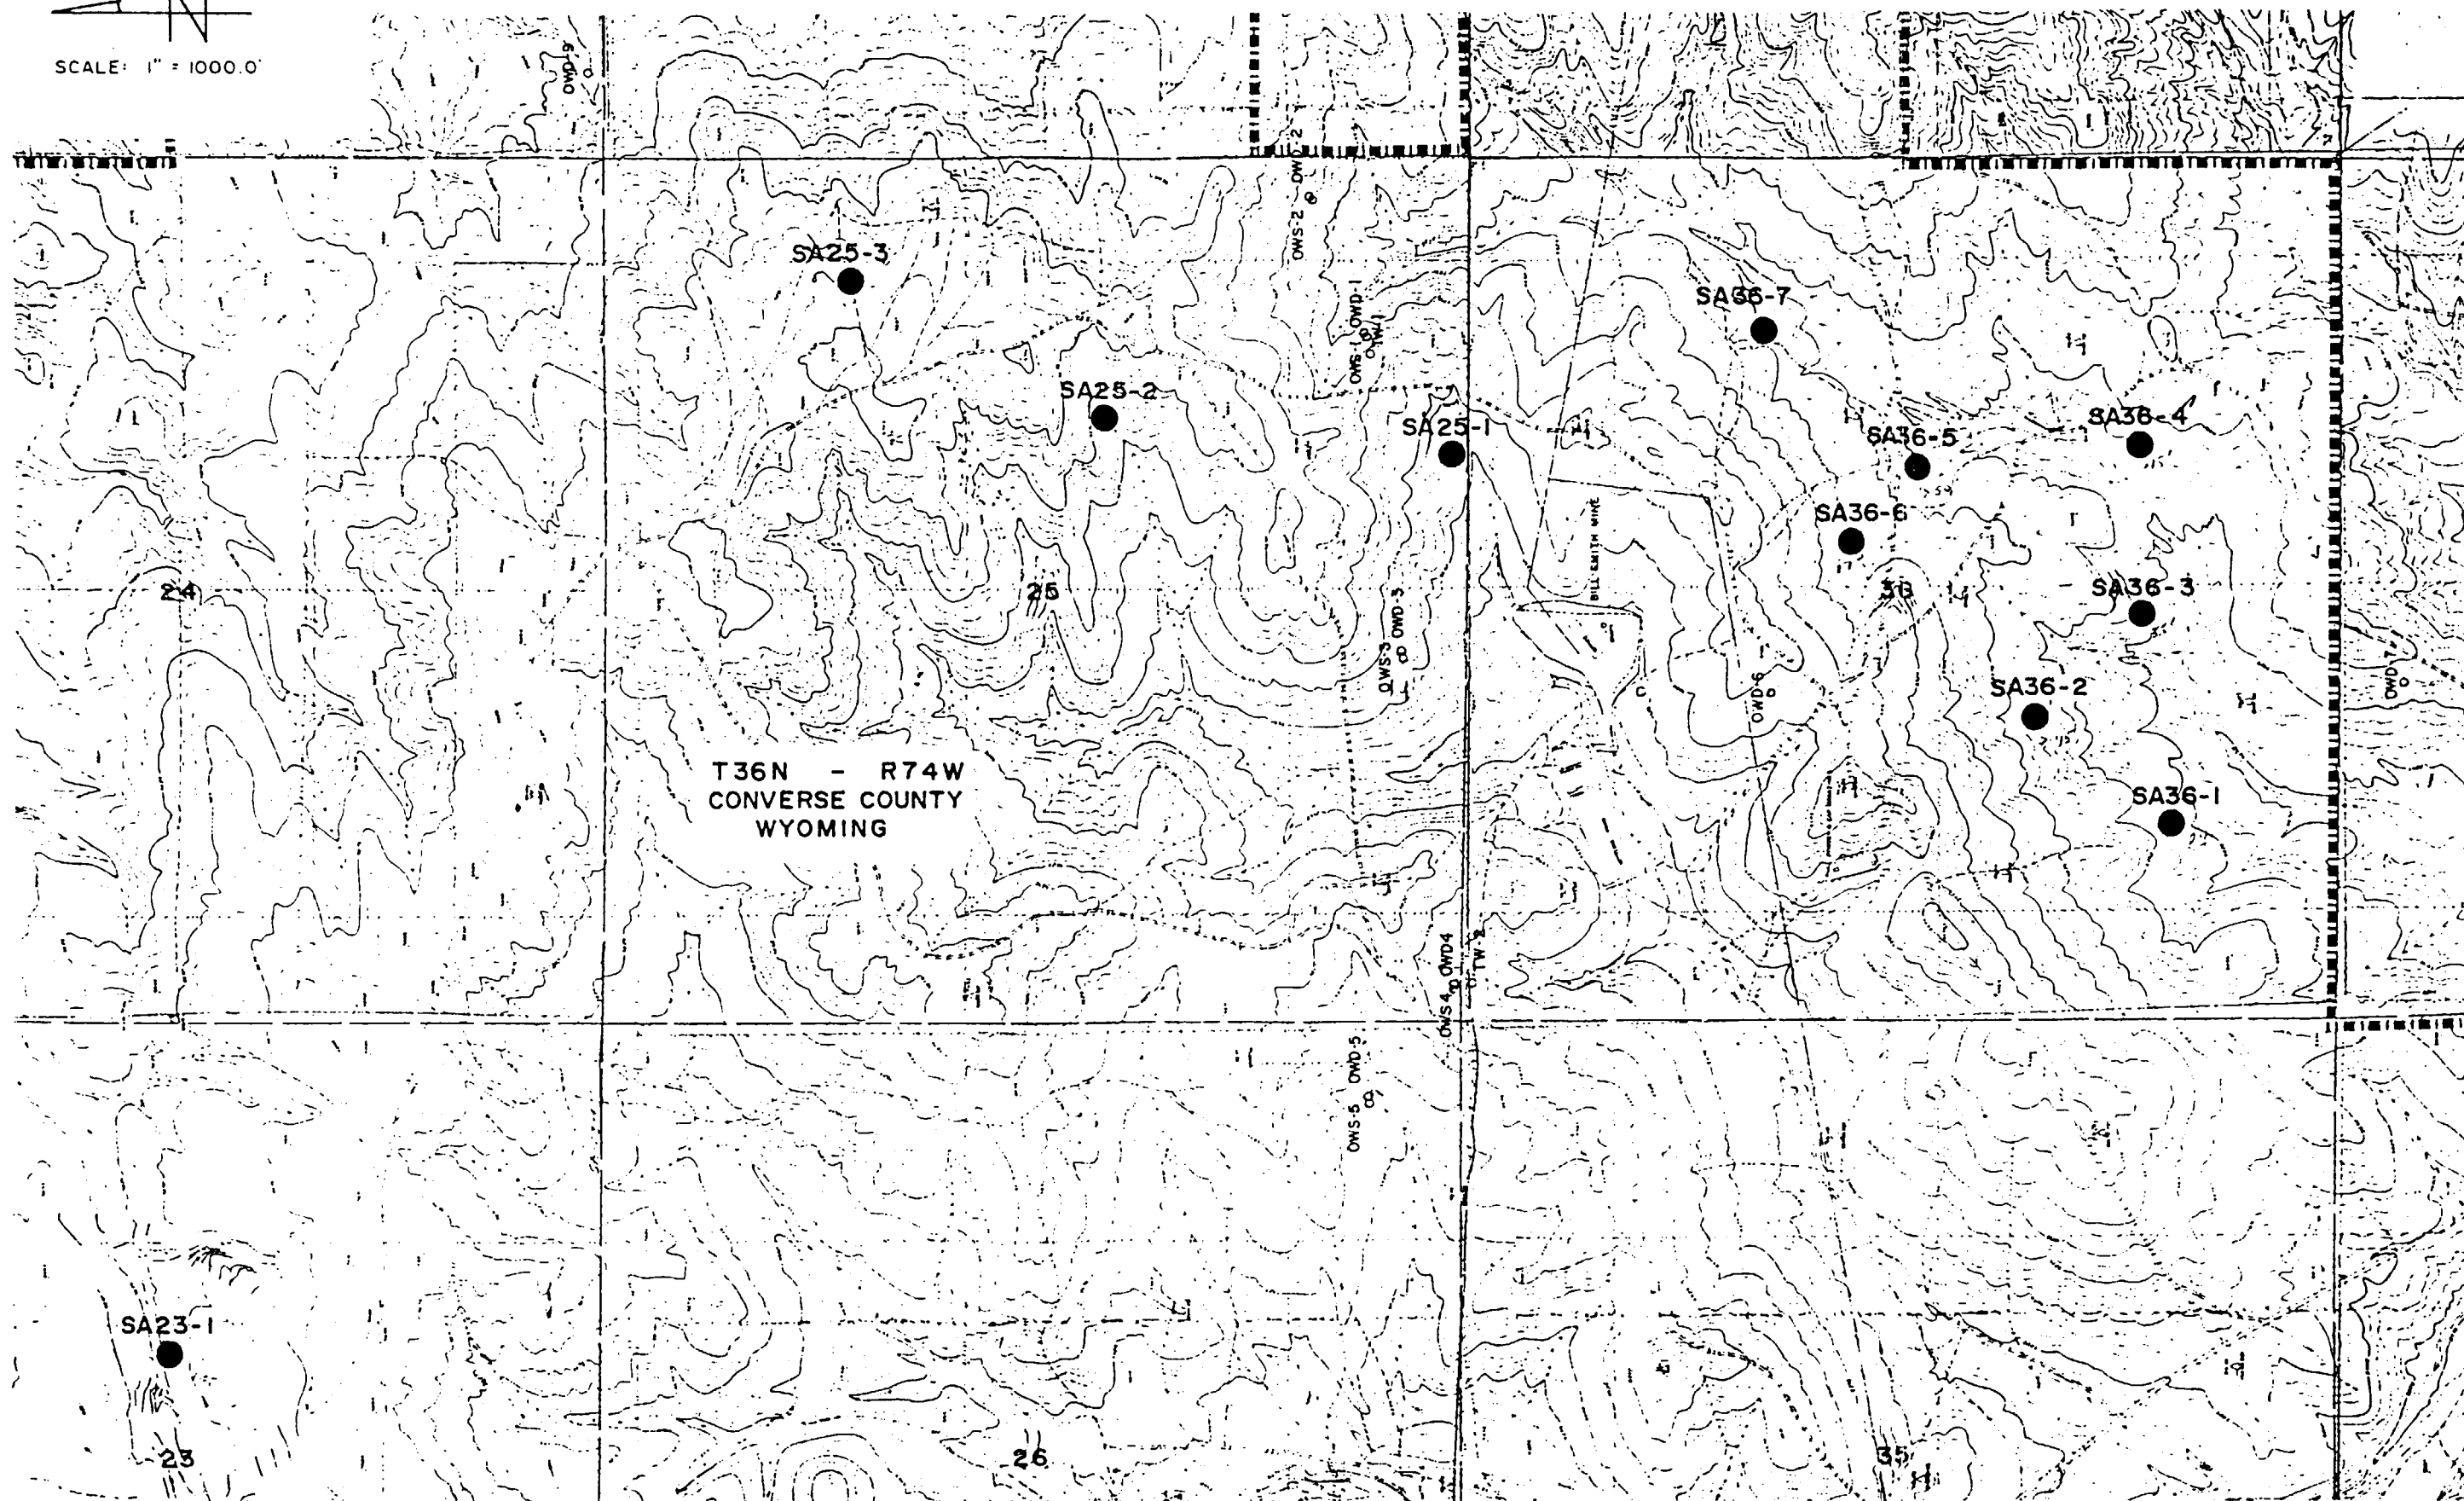 N
SCALE: 1" = 1000.0'
OWD-9
OWS-2 OWD-2
SA25-3
OWS-1 OWD-1
TW-1
SA36-7
SA25-2
SA25-1
SA36-4
SA36-5
SA36-6
BILL SMITH MINE
24
25
36
SA36-3
OWS-3 OWD-3
OWD-6
SA36-2
OWD-7
T36N - R74W
CONVERSE COUNTY
WYOMING
SA36-1
OWS-4 OWD4
TW-2
OWS-5 OWD-5
SA23-1
23
26
35